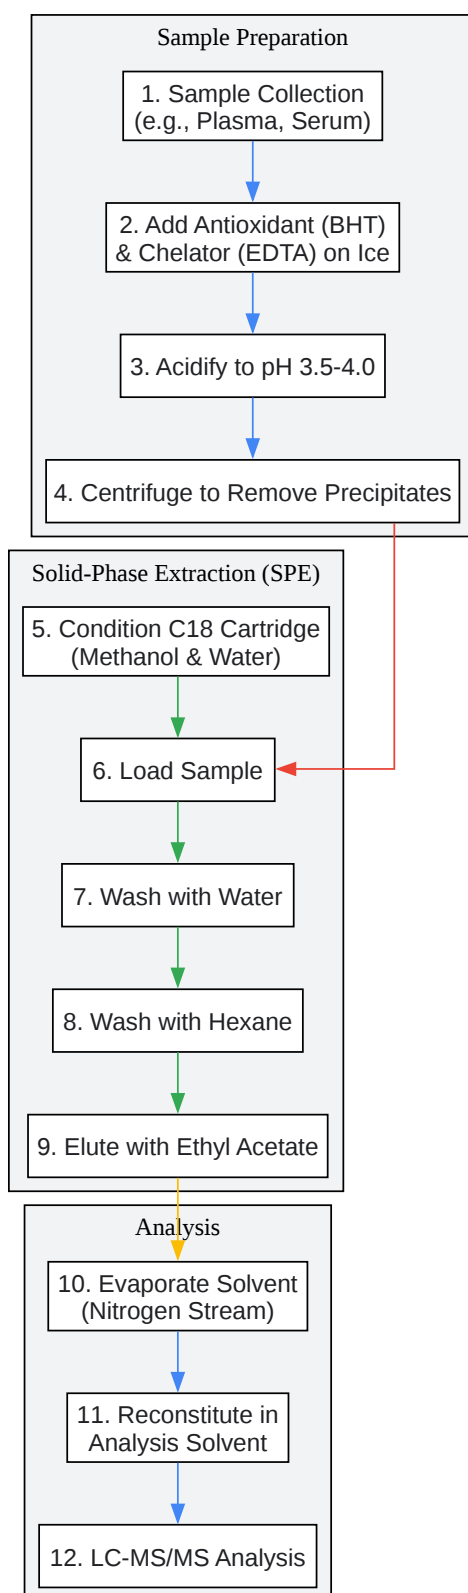 Sample Preparation
1. Sample Collection
(e.g., Plasma, Serum)
2. Add Antioxidant (BHT)
& Chelator (EDTA) on Ice
3. Acidify to pH 3.5-4.0
4. Centrifuge to Remove Precipitates
Solid-Phase Extraction (SPE)
5. Condition C18 Cartridge
(Methanol & Water)
6. Load Sample
7. Wash with Water
8. Wash with Hexane
9. Elute with Ethyl Acetate
Analysis
10. Evaporate Solvent
(Nitrogen Stream)
11. Reconstitute in
Analysis Solvent
12. LC-MS/MS Analysis